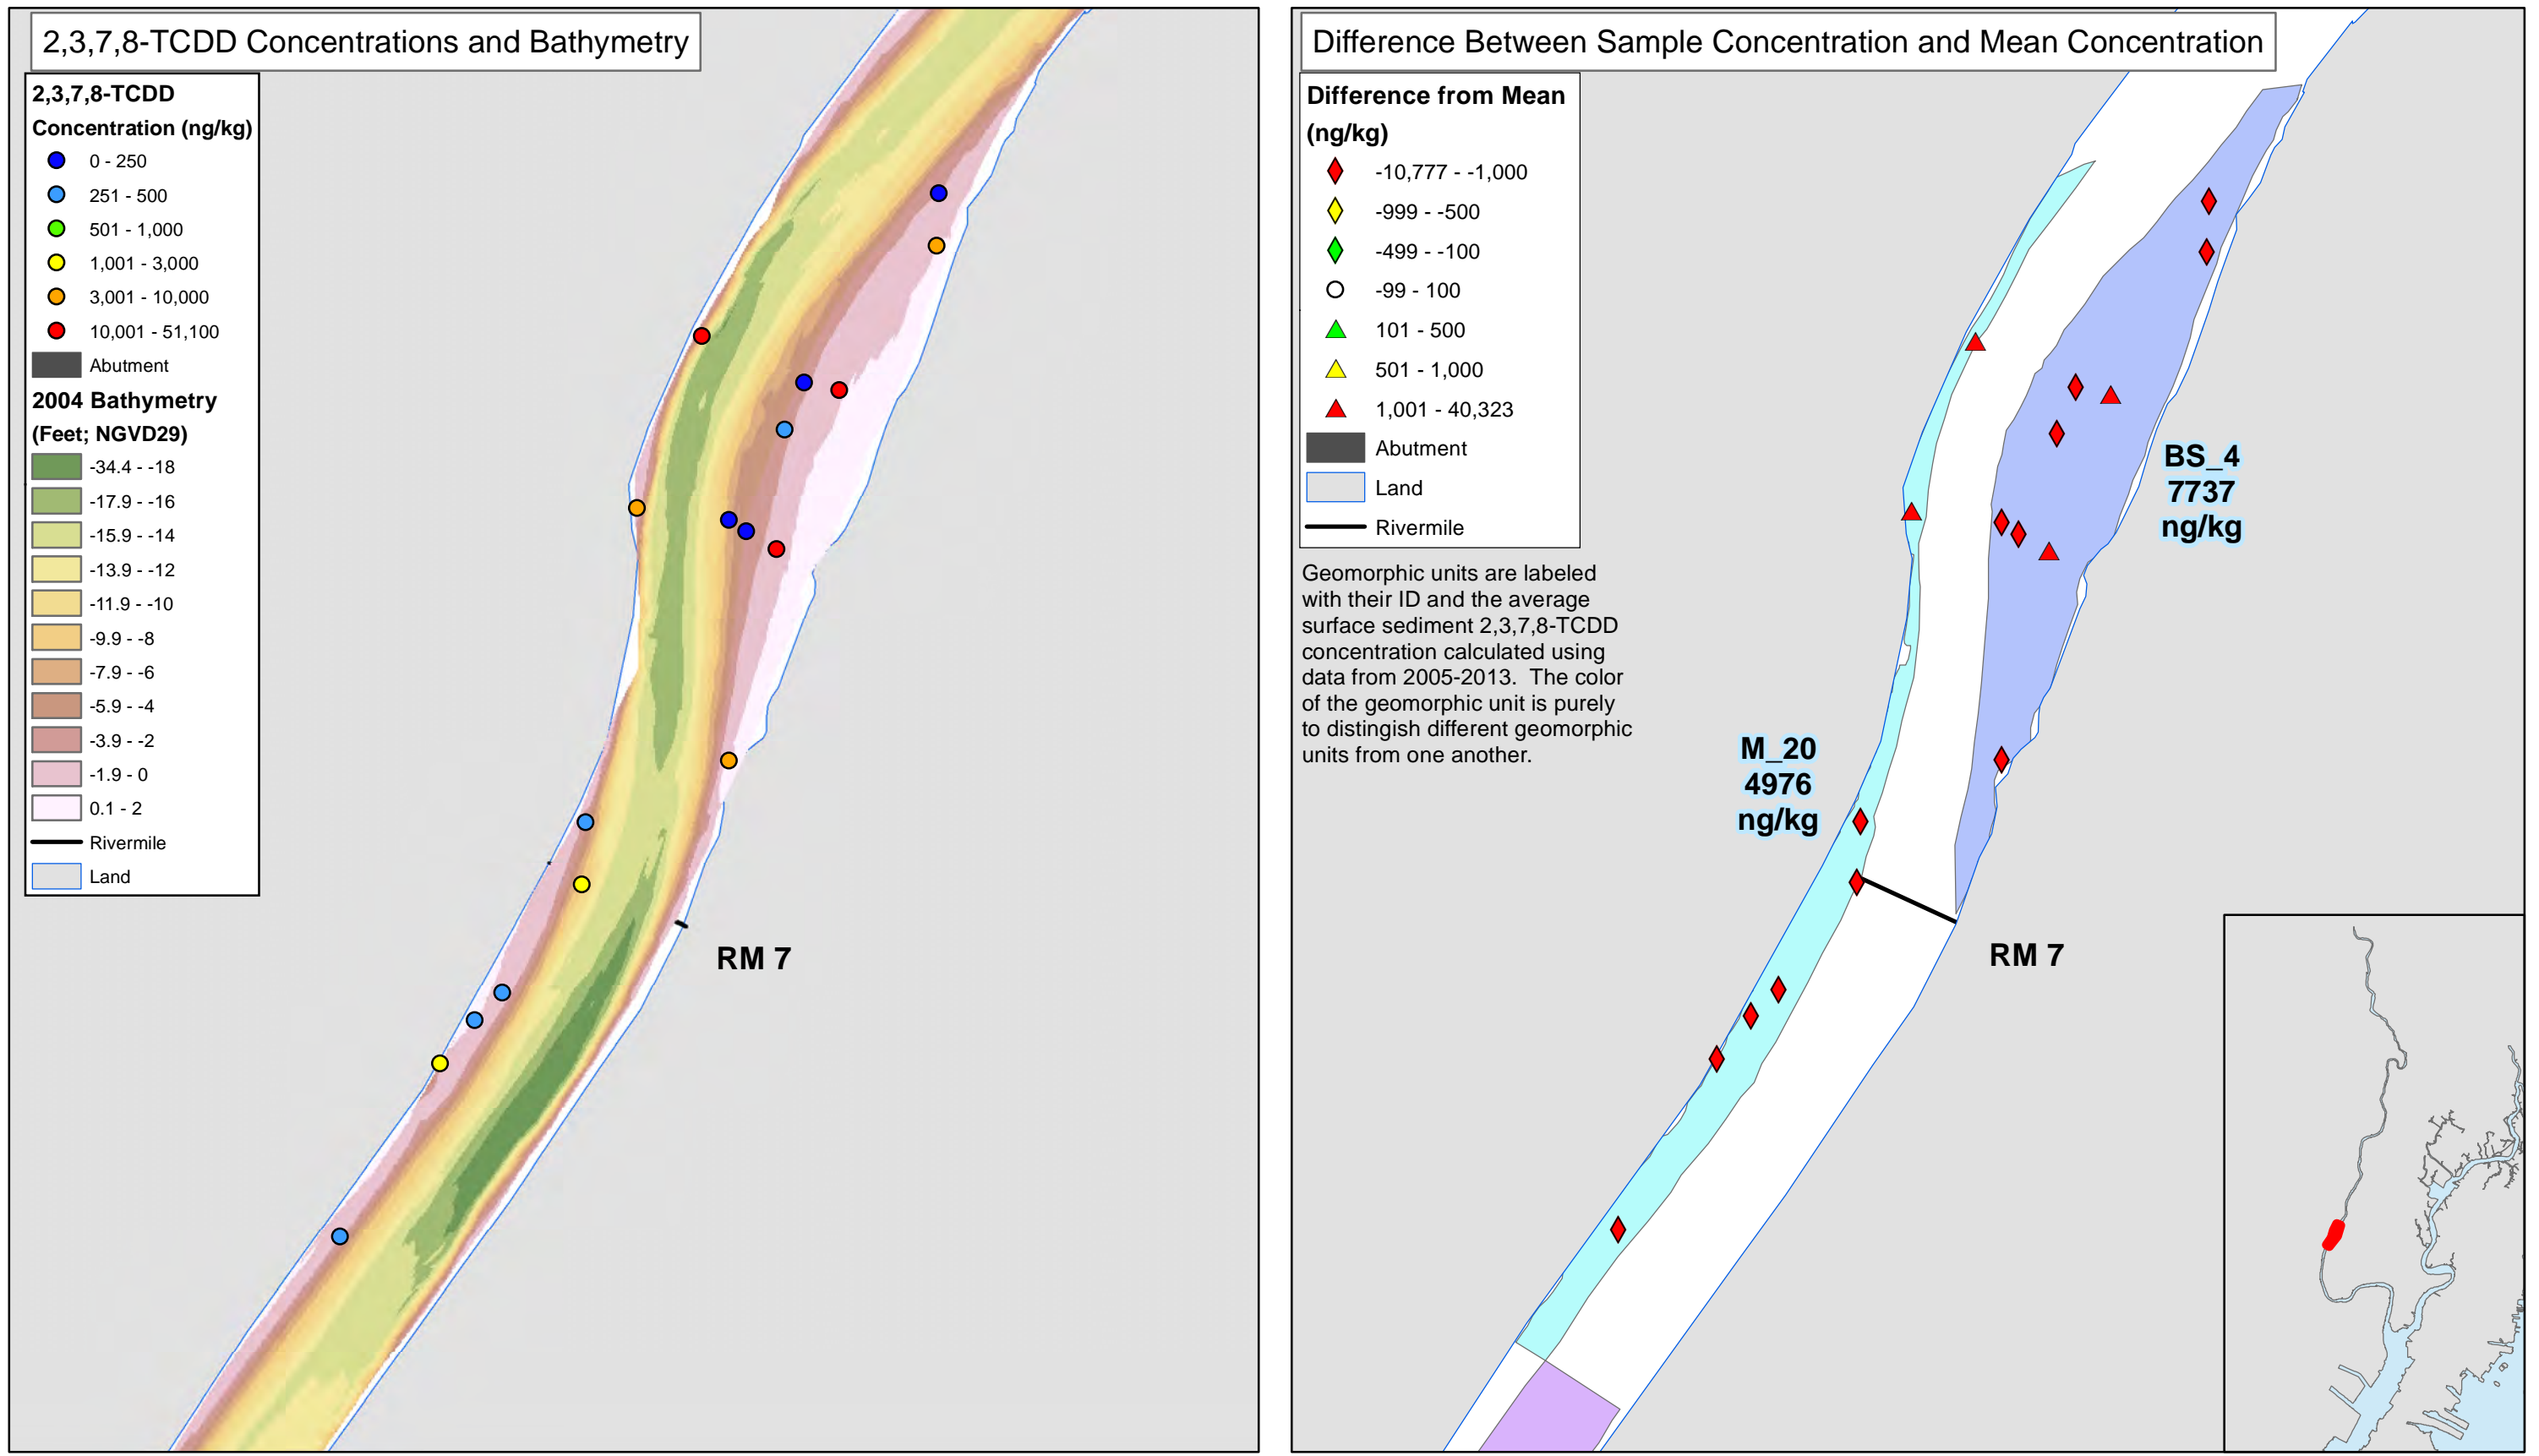 2,3,7,8-TCDD Concentrations and Bathymetry
2,3,7,8-TCDD
Concentration (ng/kg)
0 - 250
251 - 500
501 - 1,000
1,001 - 3,000
3,001 - 10,000
10,001 - 51,100
Abutment
2004 Bathymetry
(Feet; NGVD29)
-34.4 - -18
-17.9 - -16
-15.9 - -14
-13.9 - -12
-11.9 - -10
-9.9 - -8
-7.9 - -6
-5.9 - -4
-3.9 - -2
-1.9 - 0
0.1 - 2
Rivermile
Land
RM 7
Difference Between Sample Concentration and Mean Concentration
Difference from Mean
(ng/kg)
-10,777 - -1,000
-999 - -500
-499 - -100
-99 - 100
101 - 500
501 - 1,000
1,001 - 40,323
Abutment
Land
Rivermile
Geomorphic units are labeled
with their ID and the average
surface sediment 2,3,7,8-TCDD
concentration calculated using
data from 2005-2013.  The color
of the geomorphic unit is purely
to distingish different geomorphic
units from one another.
BS_4
7737
ng/kg
M_20
4976
ng/kg
RM 7